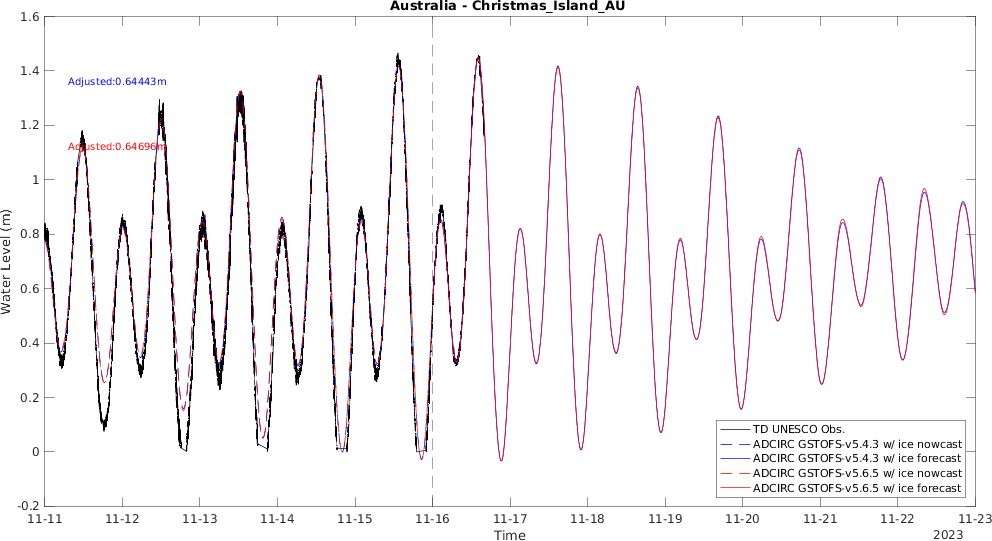 Australia - Christmas_Island_AU
1.6
1.4
1.2
1
0.8
0.6
0.4
0.2
0
-0.2
Water Level (m)
Adjusted:0.64443m
Adjusted:0.64696m
TD UNESCO Obs.
ADCIRC GSTOFS-v5.4.3 w/ ice nowcast
ADCIRC GSTOFS-v5.4.3 w/ ice forecast
ADCIRC GSTOFS-v5.6.5 w/ ice nowcast
ADCIRC GSTOFS-v5.6.5 w/ ice forecast
11-11 11-12 11-13 11-14 11-15 11-16 11-17 11-18 11-19 11-20 11-21 11-22 11-23
Time
2023